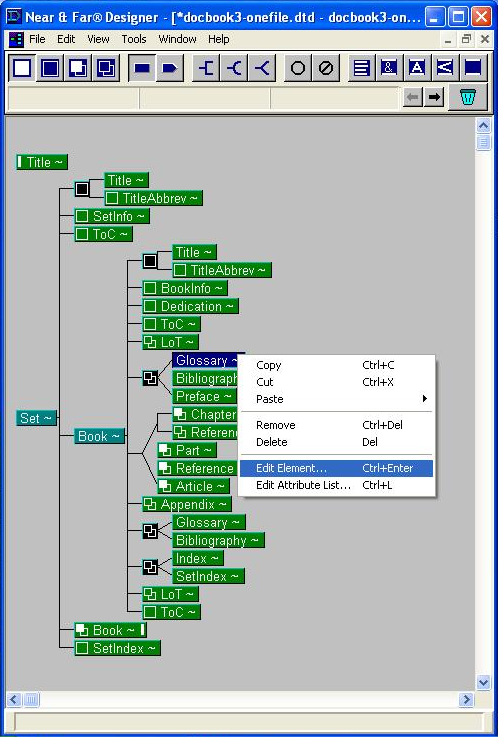 Near & Far® Designer - [*docbook3-onefile.dtd - docbook3-on...
File Edit View Tools Window Help
&
A
Title ~
Title ~
TitleAbbrev ~
SetInfo ~
ToC ~
Title ~
TitleAbbrev ~
BookInfo ~
Dedication ~
ToC ~
LoT ~
Glossary ~
Copy Ctrl+C
Bibliograph
Cut Ctrl+X
Preface ~
Paste
Chapter
Set ~
Remove Ctrl+Del
Book ~
Referenc
Delete Del
Part ~
Reference
Edit Element... Ctrl+Enter
Article ~
Edit Attribute List... Ctrl+L
Appendix ~
Glossary ~
Bibliography ~
Index ~
SetIndex ~
LoT ~
ToC ~
Book ~
SetIndex ~